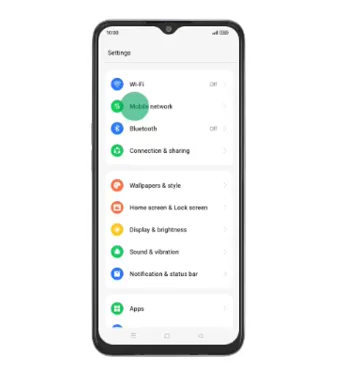 10:00
Settings
Wi-Fi Off
Mobile network
Bluetooth Off
Connection & sharing
Wallpapers & style
Home screen & Lock screen
Display & brightness
Sound & vibration
Notification & status bar
Apps